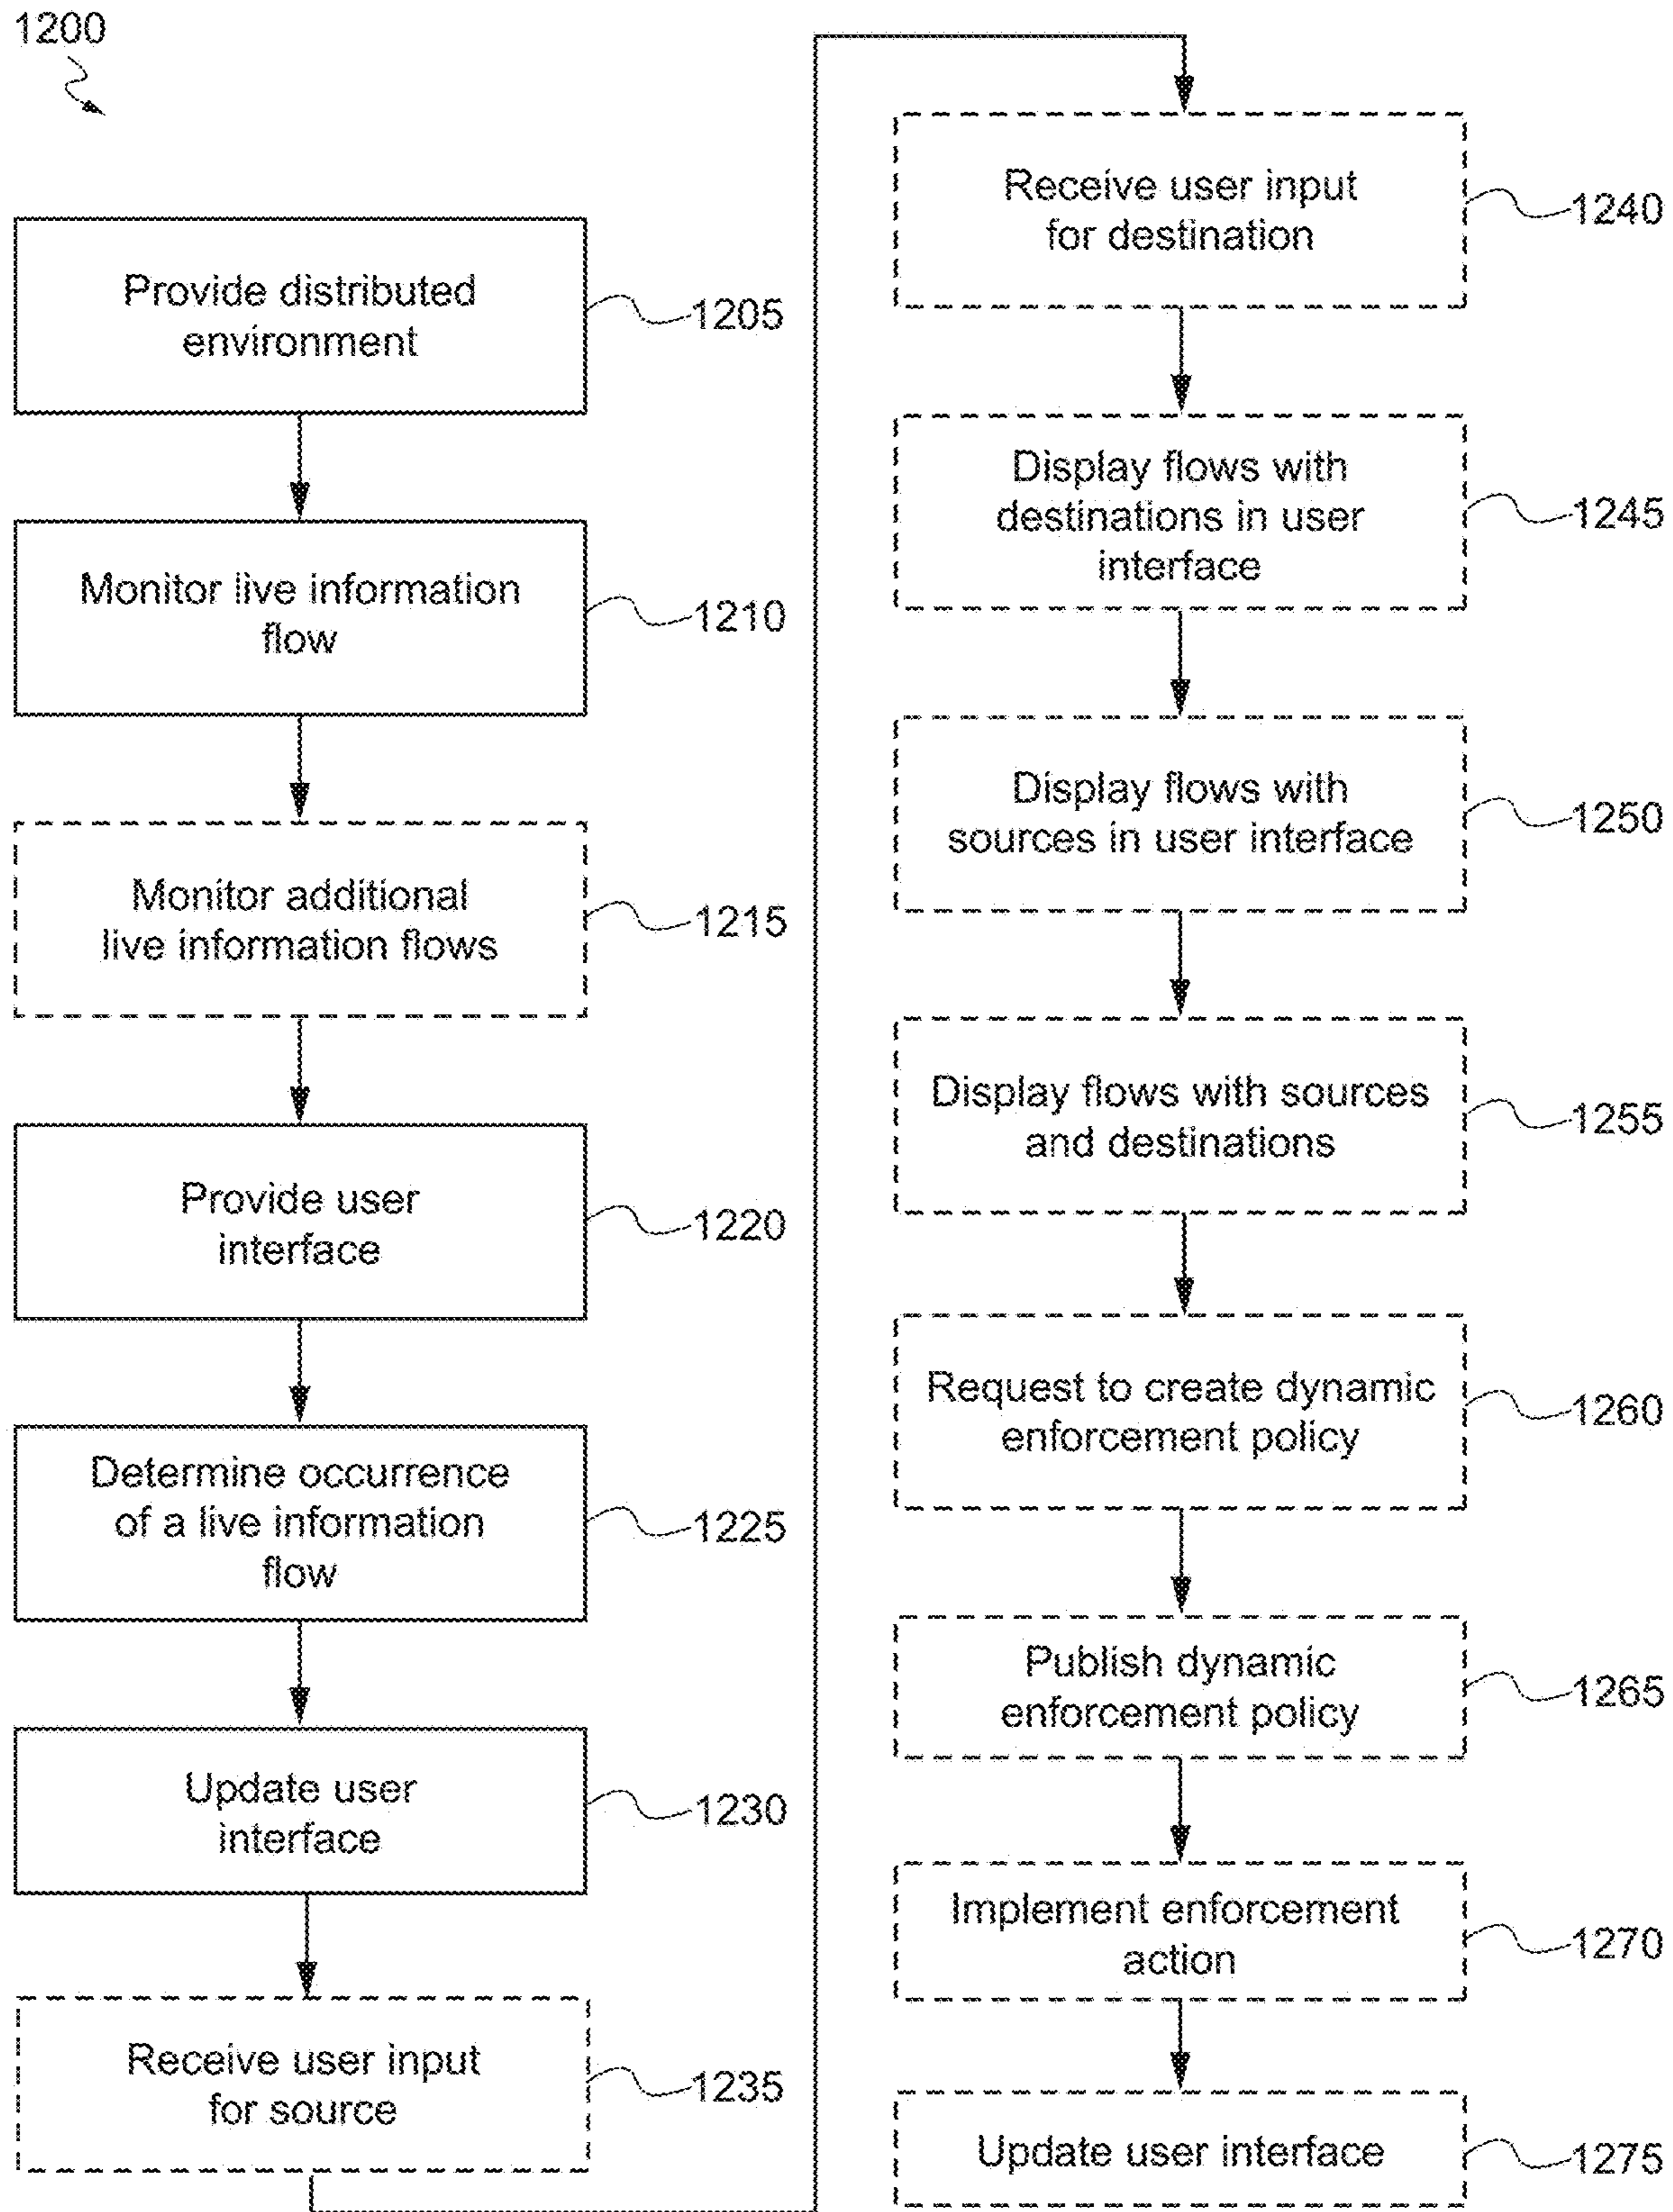 1200
Provide distributed
environment
1205
Monitor live information
flow
1210
Monitor additional
live information flows
1215
Provide user
interface
1220
Determine occurrence
of a live information
flow
1225
Update user
interface
1230
Receive user input
for source
1235
Receive user input
for destination
1240
Display flows with
destinations in user
interface
1245
Display flows with
sources in user interface
1250
Display flows with sources
and destinations
1255
Request to create dynamic
enforcement policy
1260
Publish dynamic
enforcement policy
1265
Implement enforcement
action
1270
Update user interface
1275